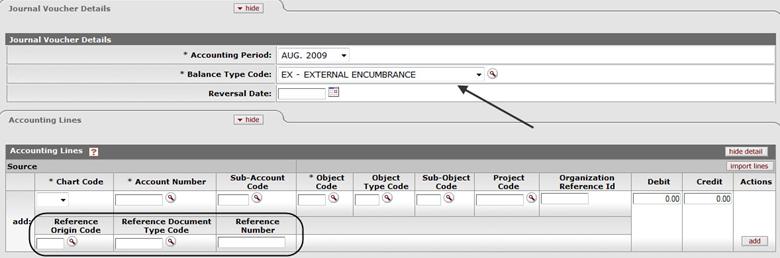 Journal Voucher Details
hide
Journal Voucher Details
* Accounting Period: AUG. 2009
* Balance Type Code: EX - EXTERNAL ENCUMBRANCE
Reversal Date:
Accounting Lines
hide
Accounting Lines ? hide detail
Source import lines
* Chart Code * Account Number Sub-Account Code * Object Code Object Type Code Sub-Object Code Project Code Organization Reference Id Debit Credit Actions
0.00 0.00
add:
Reference Origin Code Reference Document Type Code Reference Number
add